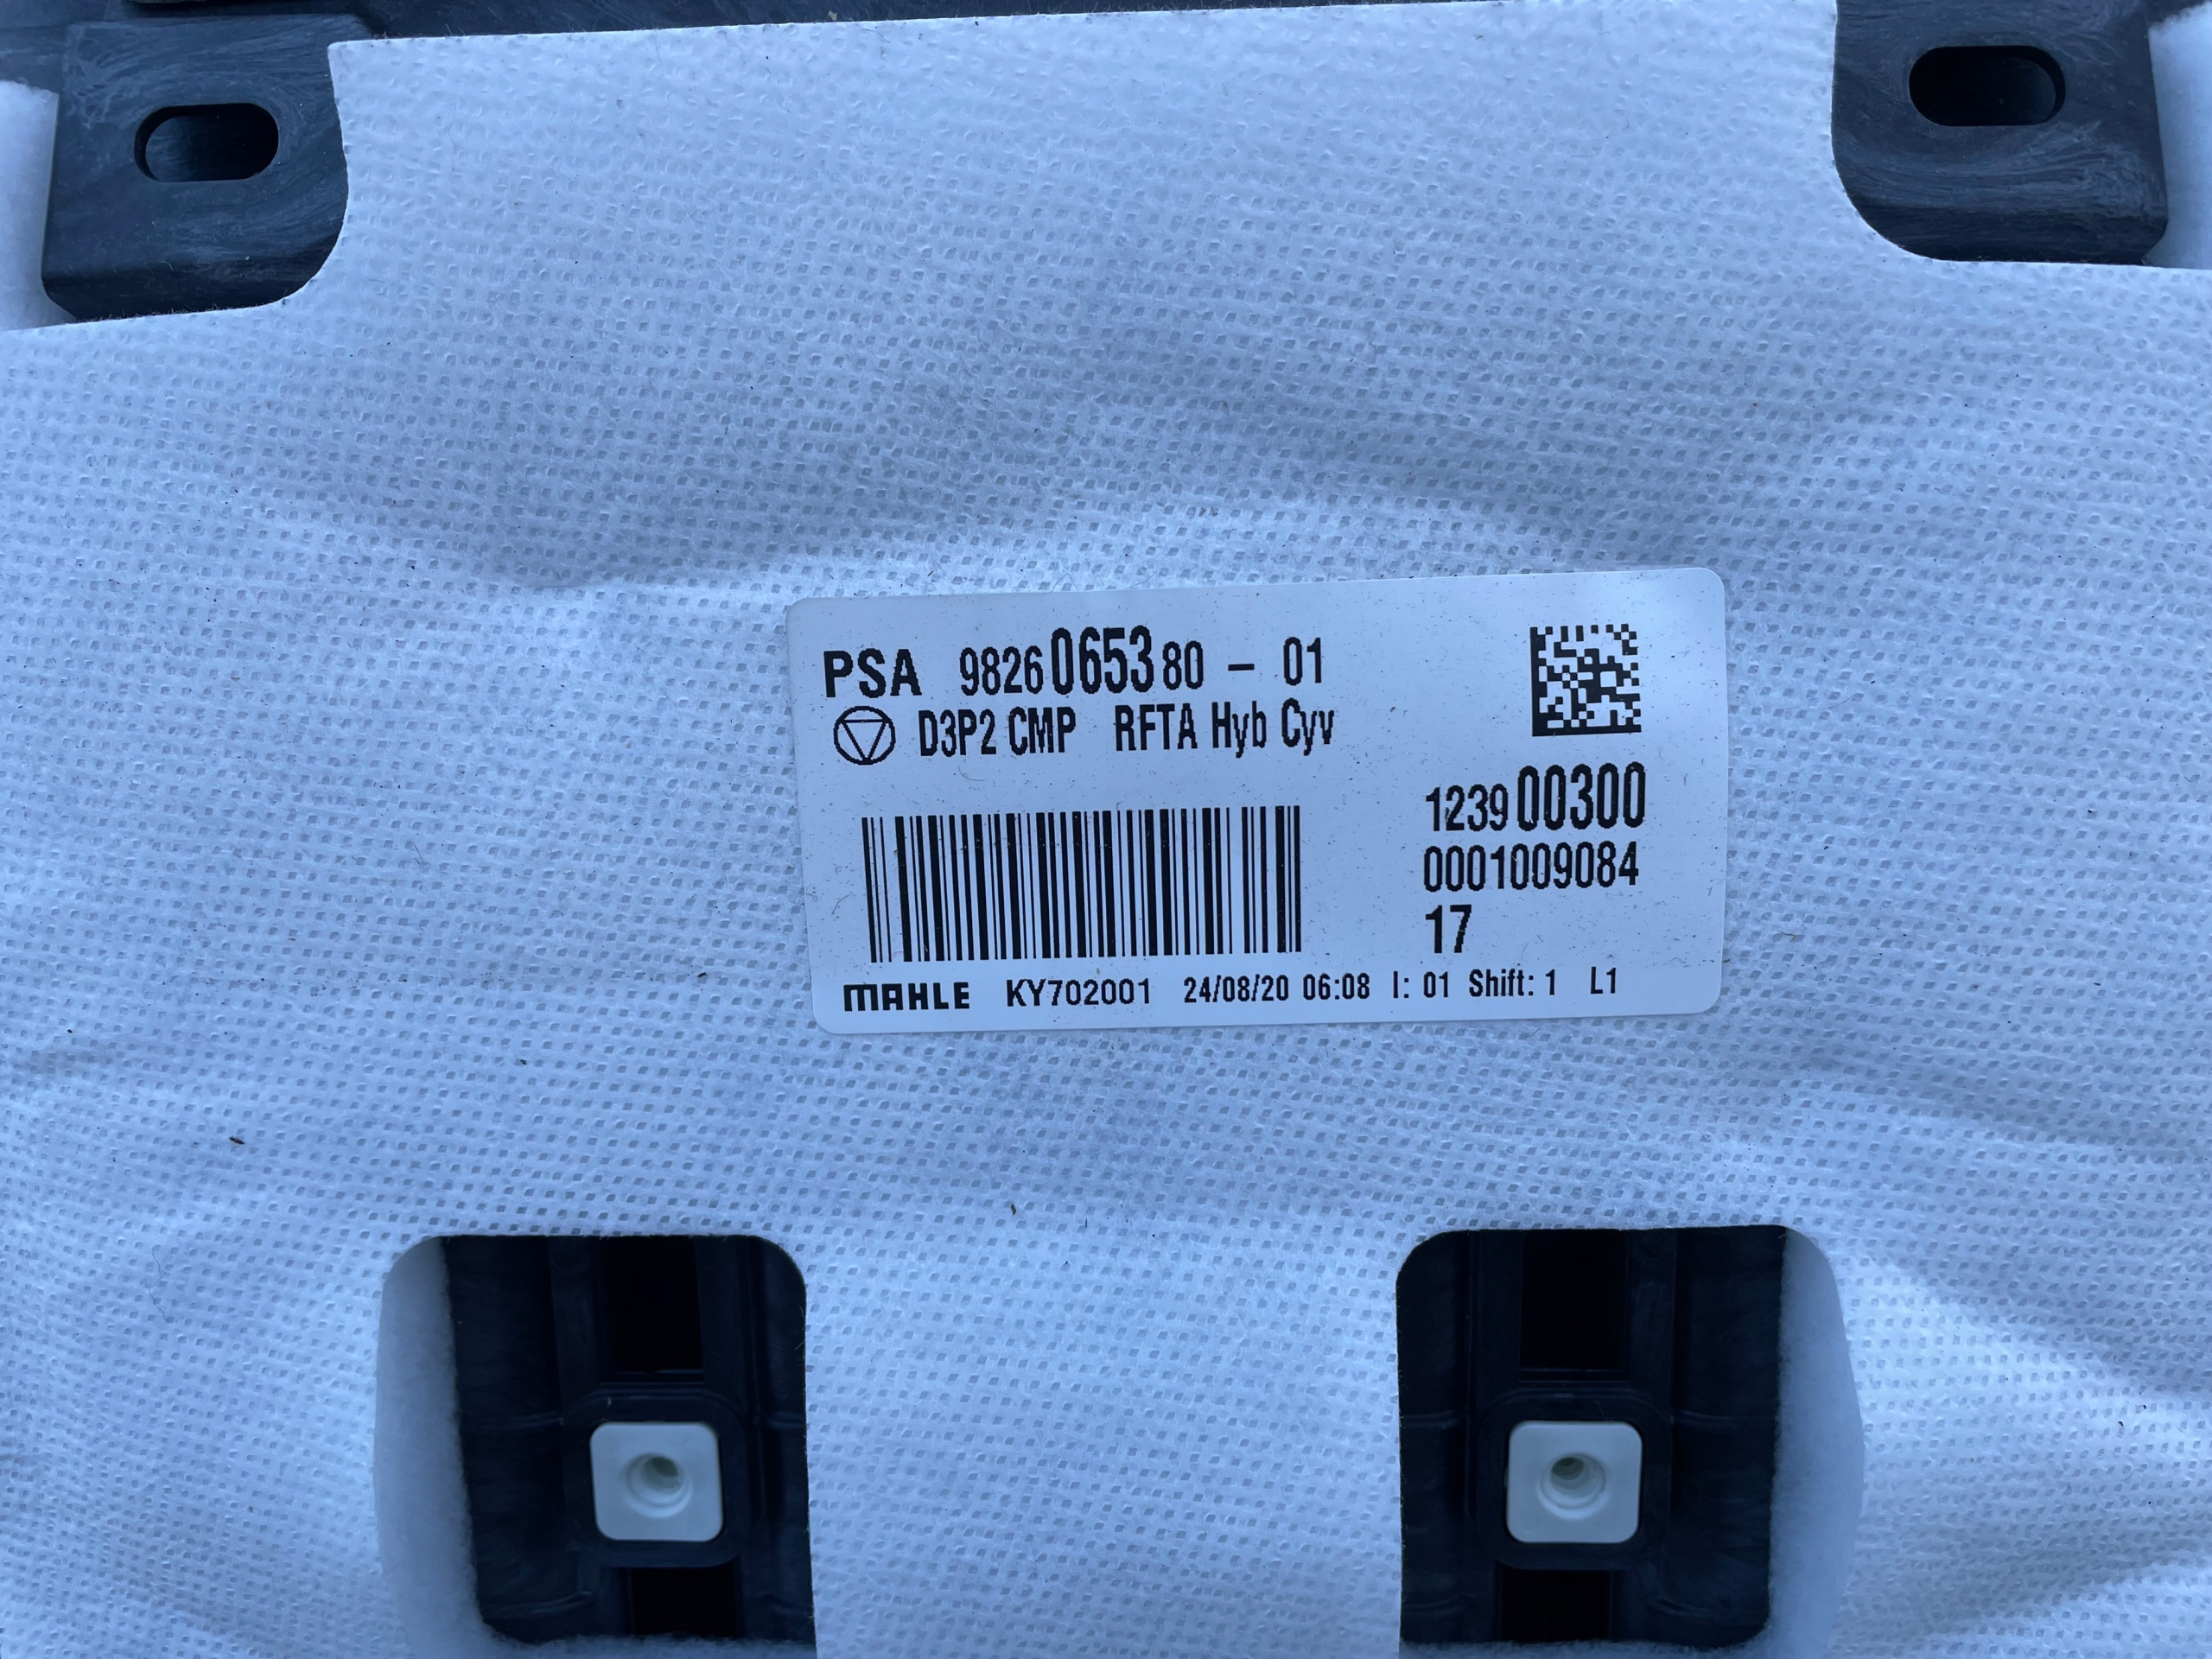 PSA 9826065380 - 01
D3P2 CMP RFTA Hyb Cyv
123900300
0001009084
17
MAHLE KY702001 24/08/20 06:08 I: 01 Shift: 1 L1